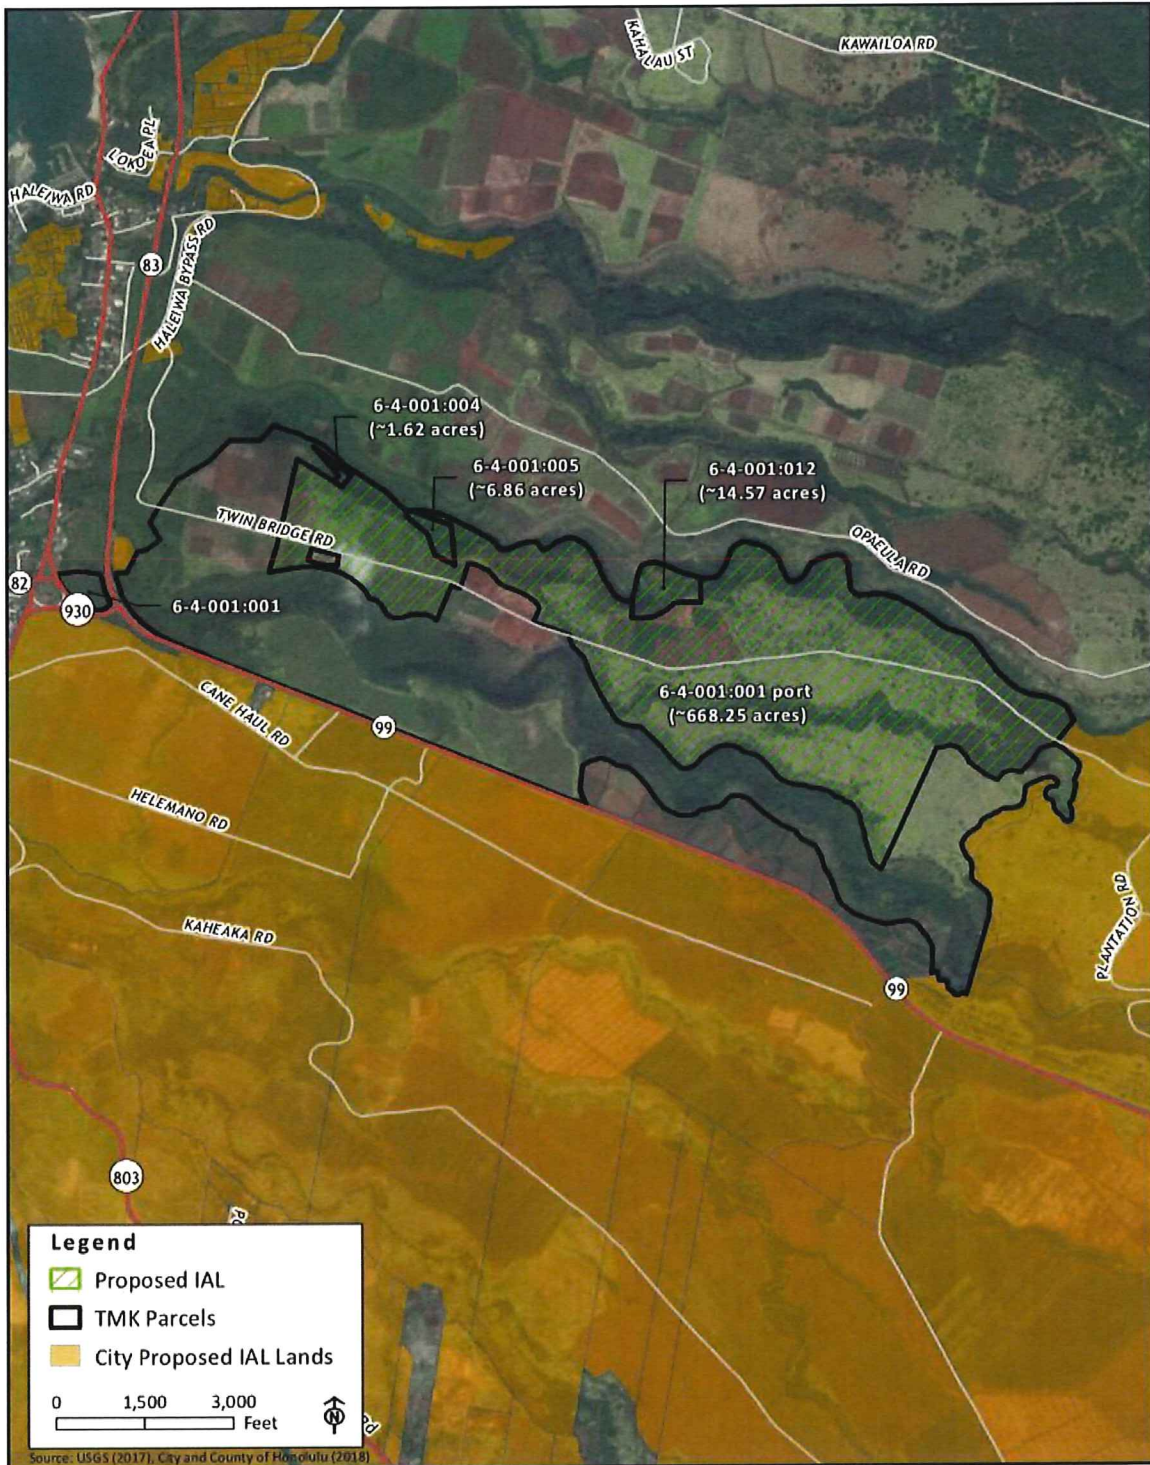 KAHALAU ST
KAWAILOA RD
LOKOEA PL
HALEIWA RD
83
HALEIWA BYPASS RD
6-4-001:004
(~1.62 acres)
6-4-001:005
(~6.86 acres)
6-4-001:012
(~14.57 acres)
TWIN BRIDGE RD
OPAEULA RD
82
930
6-4-001:001
6-4-001:001 port
(~668.25 acres)
CANE HAUL RD
99
HELEMANO RD
PLANTATION RD
KAHEAKA RD
99
803
Legend
Proposed IAL
TMK Parcels
City Proposed IAL Lands
0 1,500 3,000
Feet
N
Rd
Source: USGS (2017), City and County of Honolulu (2018)